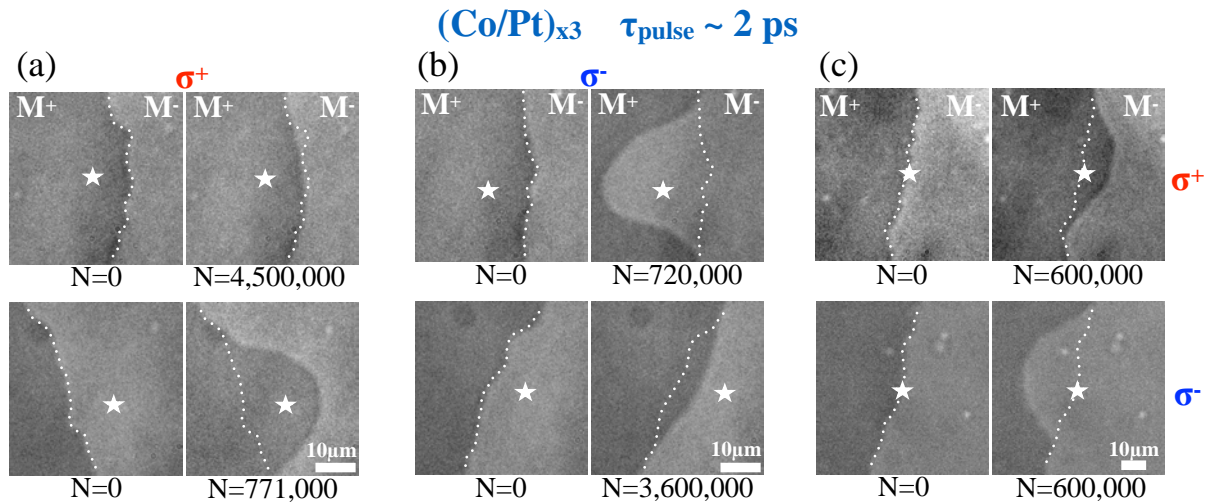 (Co/Pt)x3 τpulse ~ 2 ps
(a) (b) (c)
σ+ σ-
M+ M- M+ M- M+ M- M+ M- M+ M- M+ M-
σ+
N=0 N=4,500,000 N=0 N=720,000 N=0 N=600,000
σ-
10μm 10μm
N=0 N=771,000 N=0 N=3,600,000 N=0 N=600,000